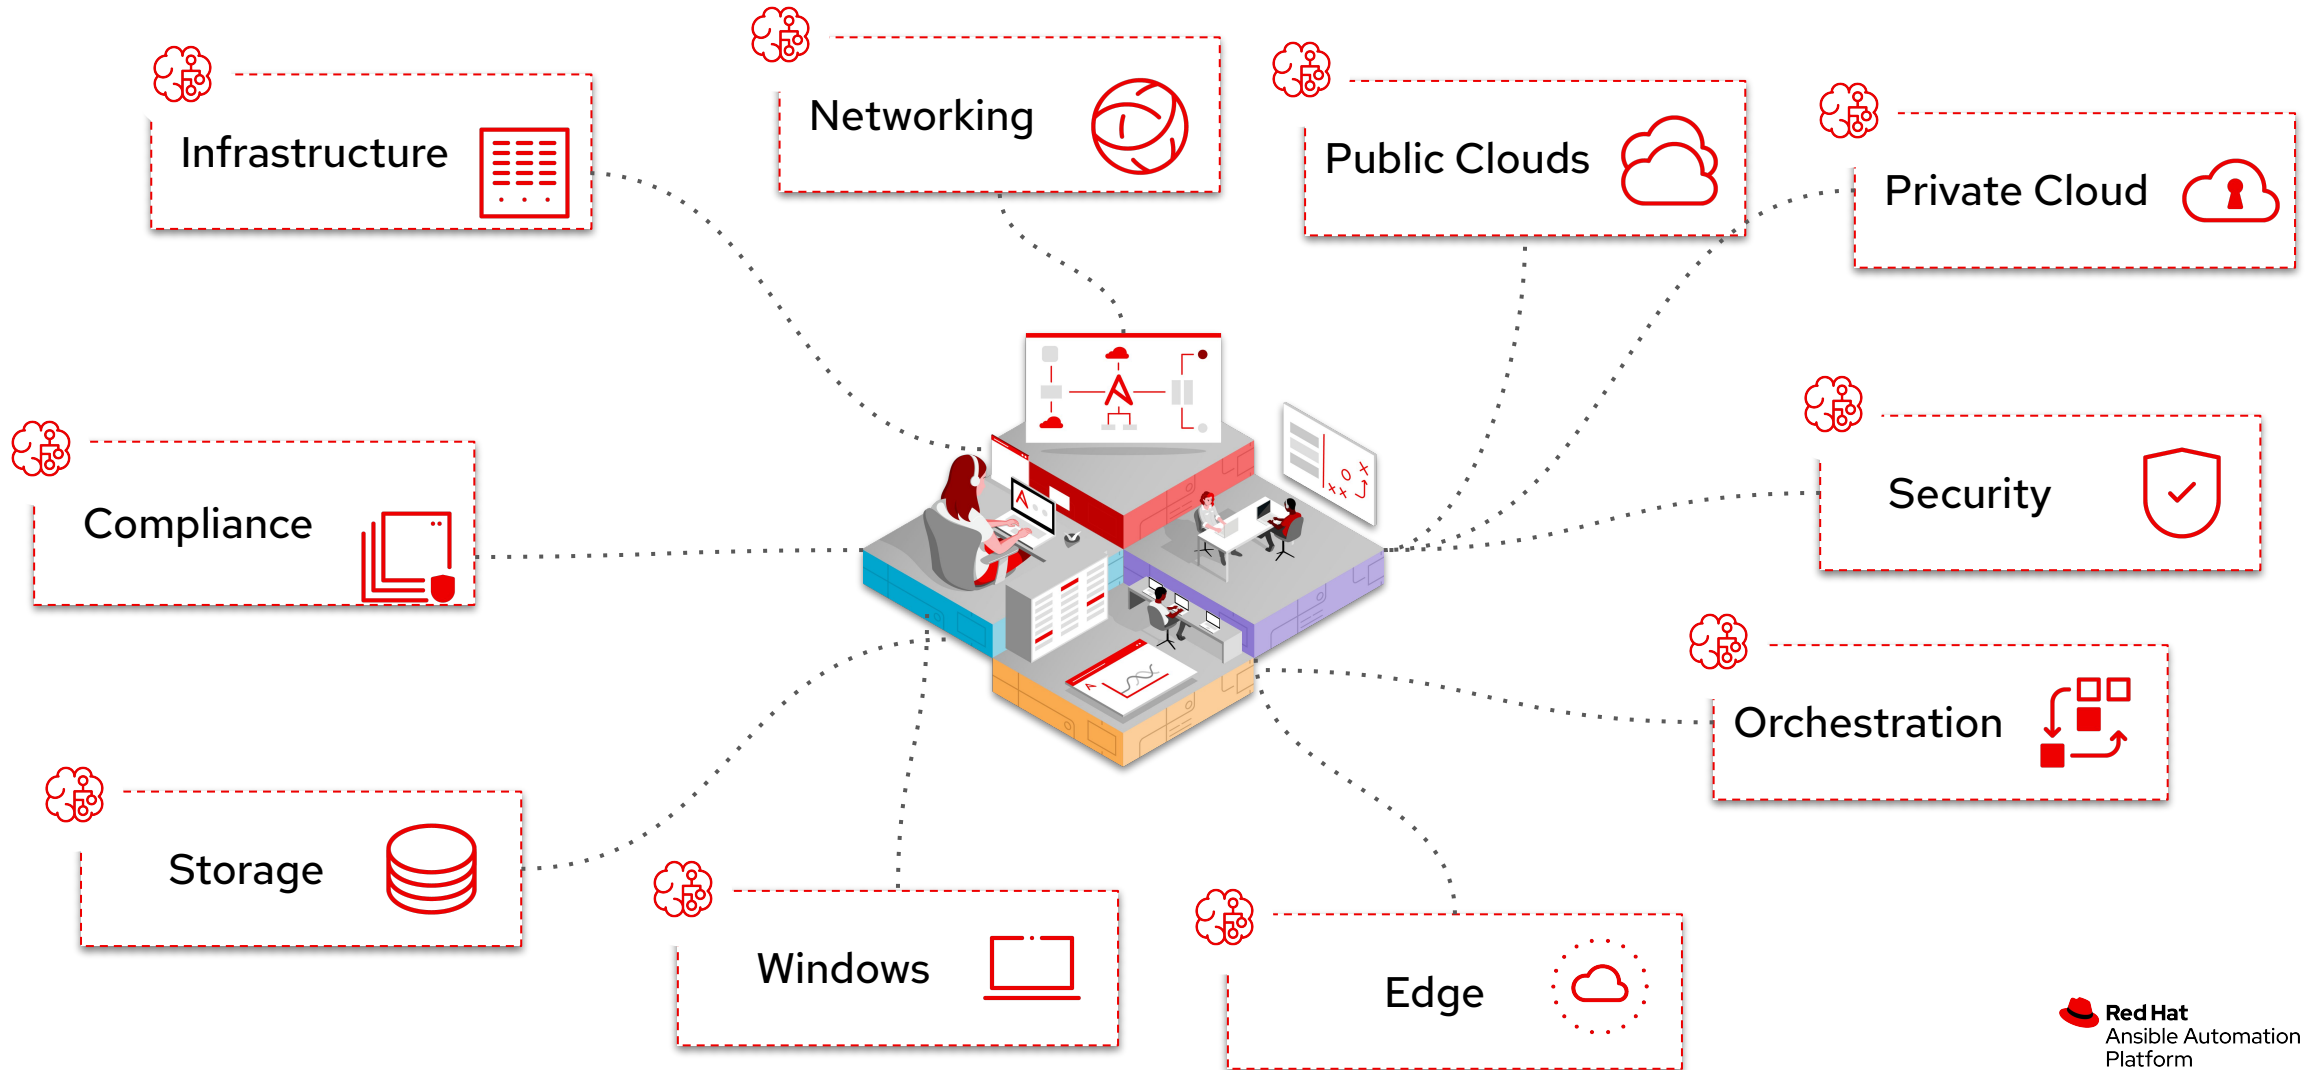 Infrastructure
Networking
Public Clouds
Private Cloud
Compliance
Security
Orchestration
Storage
Windows
Edge
Red Hat
Ansible Automation
Platform